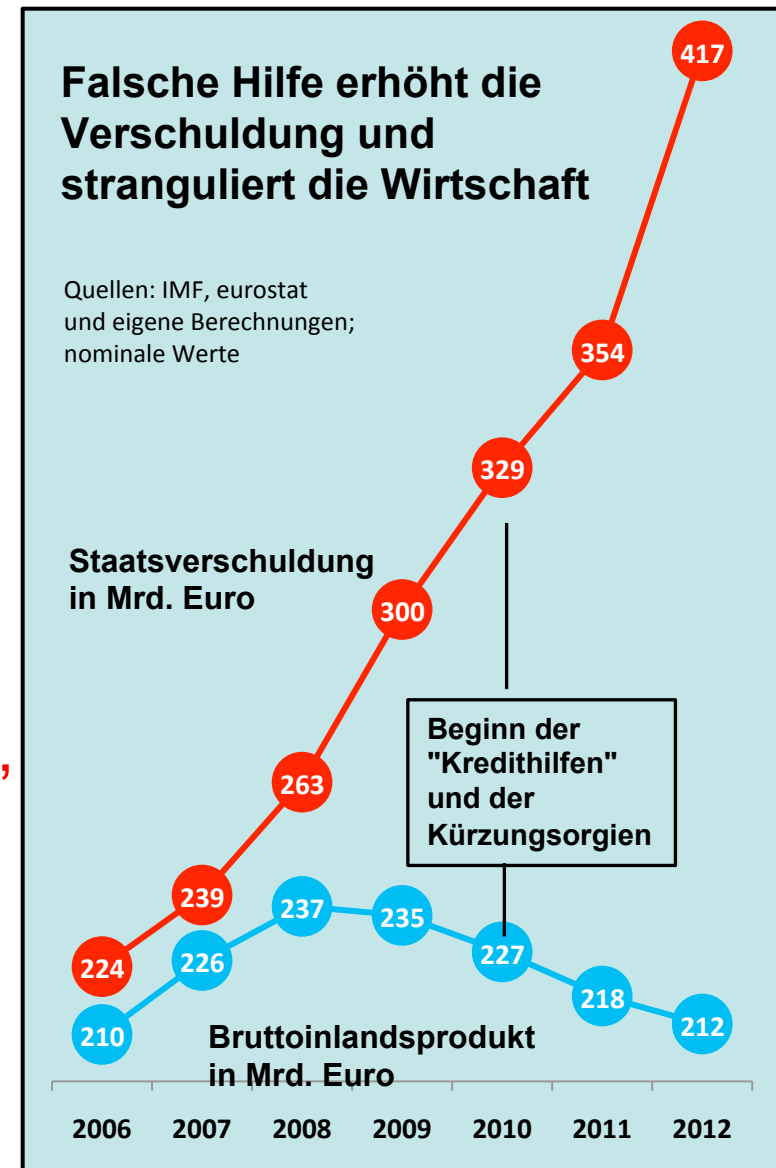 Falsche Hilfe erhöht die
Verschuldung und
stranguliert die Wirtschaft
Quellen: IMF, eurostat
und eigene Berechnungen;
nominale Werte
Staatsverschuldung
in Mrd. Euro
224
239
263
300
329
354
417
Beginn der
"Kredithilfen"
und der
Kürzungsorgien
,
210
226
237
235
227
218
212
Bruttoinlandsprodukt
in Mrd. Euro
2006 2007 2008 2009 2010 2011 2012